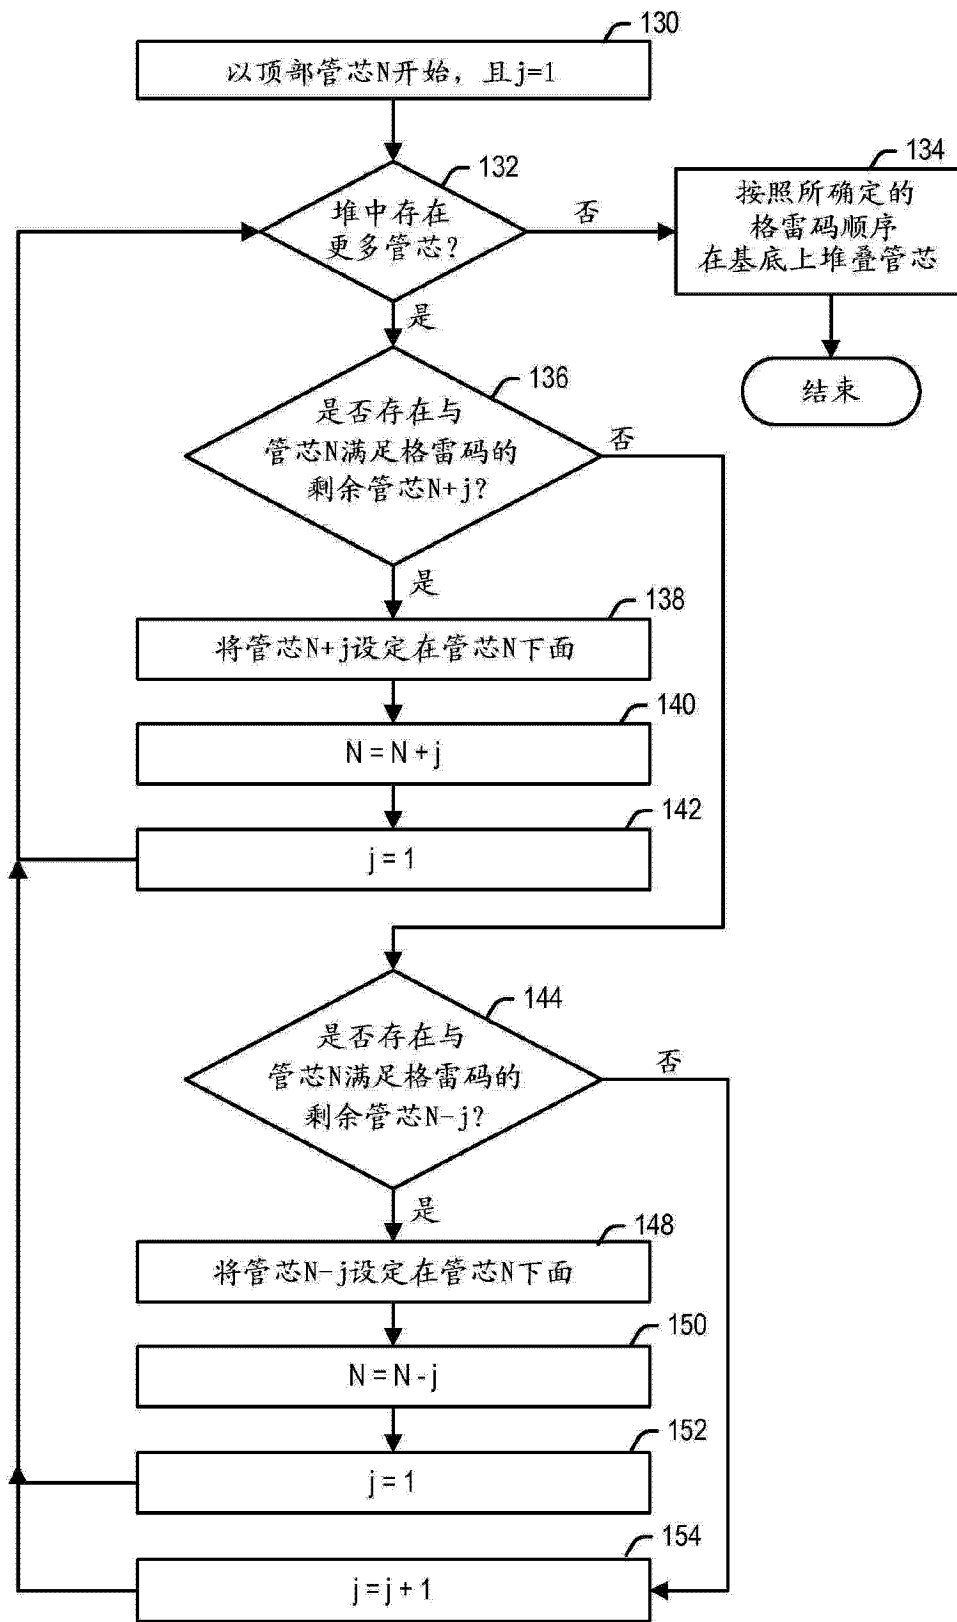 130
以顶部管芯N开始，且j=1
132
堆中存在
更多管芯？
否
134
按照所确定的
格雷码顺序
在基底上堆叠管芯
是
结束
136
是否存在与
管芯N满足格雷码的
剩余管芯N+j？
否
是
138
将管芯N+j设定在管芯N下面
140
N = N + j
142
j = 1
144
是否存在与
管芯N满足格雷码的
剩余管芯N-j？
否
是
148
将管芯N-j设定在管芯N下面
150
N = N - j
152
j = 1
154
j = j + 1